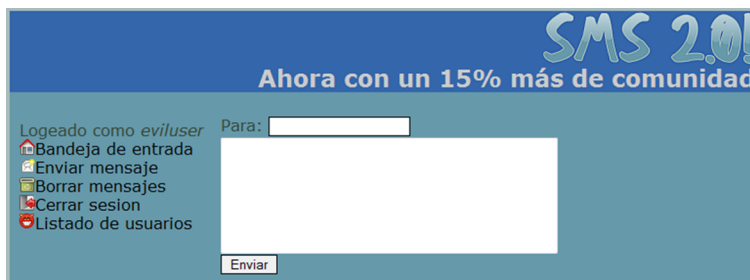 SMS 2.0!
Ahora con un 15% más de comunidad
Logeado como eviluser
Bandeja de entrada
Enviar mensaje
Borrar mensajes
Cerrar sesion
Listado de usuarios
Para:
Enviar